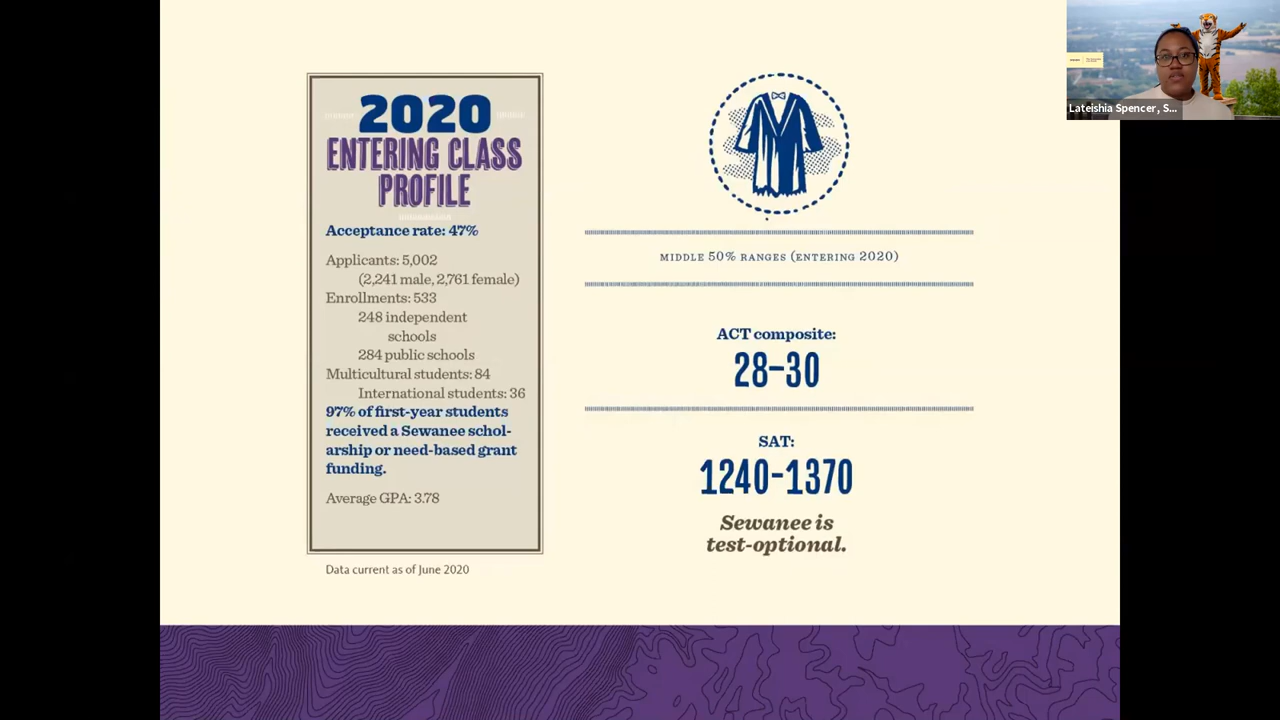 2020
ENTERING CLASS
PROFILE
Acceptance rate: 47%
Applicants: 5,002
(2,241 male, 2,761 female)
Enrollments: 533
248 independent
schools
284 public schools
Multicultural students: 84
International students: 36
97% of first-year students
received a Sewanee schol-
arship or need-based grant
funding.
Average GPA: 3.78
Data current as of June 2020
MIDDLE 50% RANGES (ENTERING 2020)
ACT composite:
28–30
SAT:
1240–1370
Sewanee is
test-optional.
Lateishia Spencer, S...